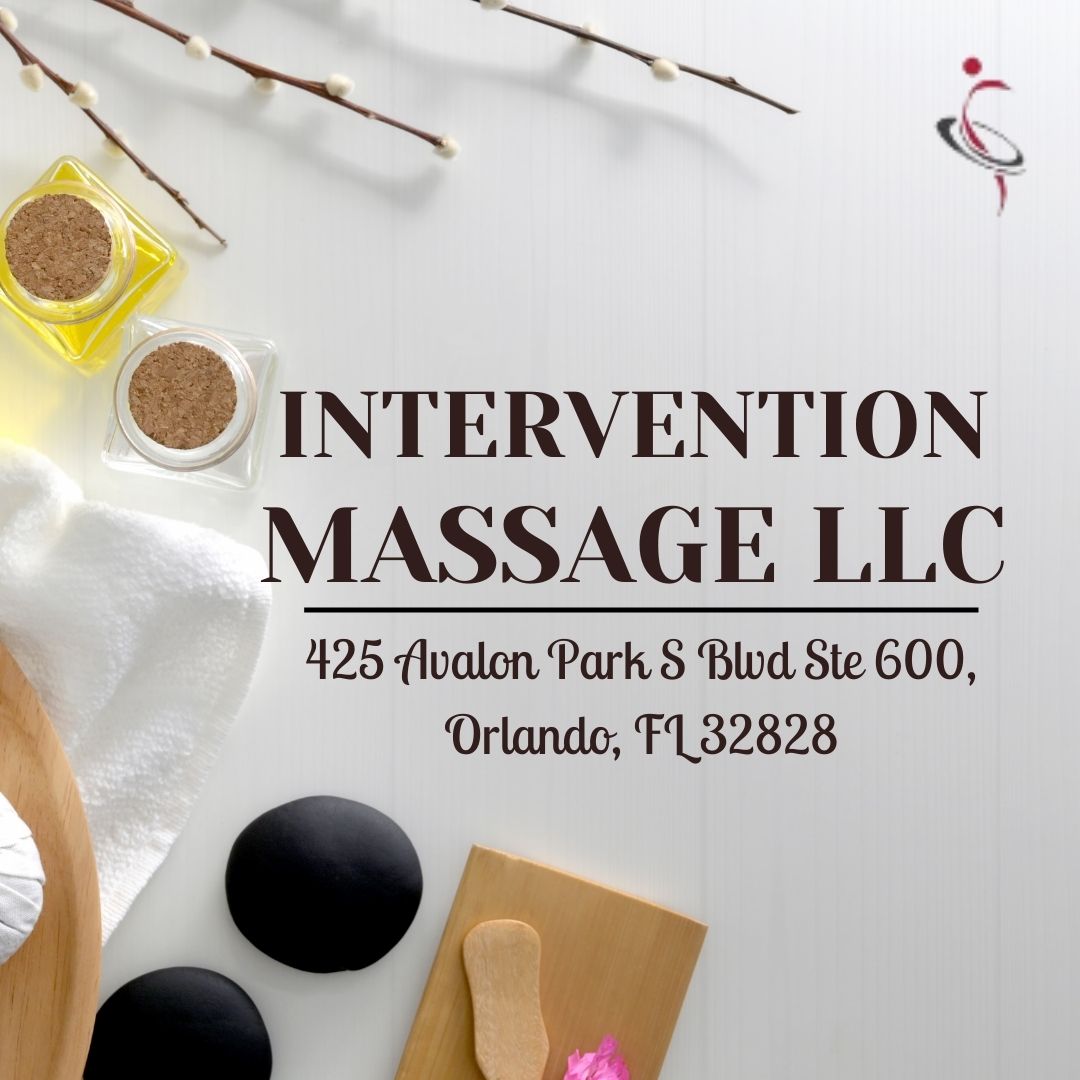 INTERVENTION
MASSAGE LLC
425 Avalon Park S Blvd Ste 600,
Orlando, FL 32828